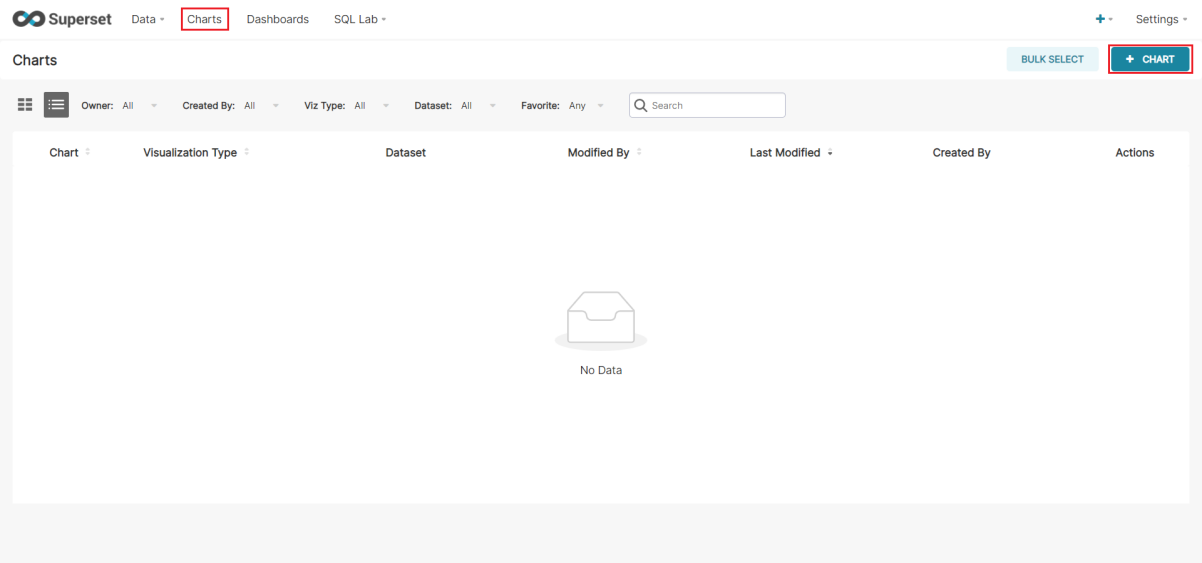 Superset Data Charts Dashboards SQL Lab + Settings
Charts BULK SELECT + CHART
Owner: All Created By: All Viz Type: All Dataset: All Favorite: Any Search
Chart Visualization Type Dataset Modified By Last Modified Created By Actions
No Data